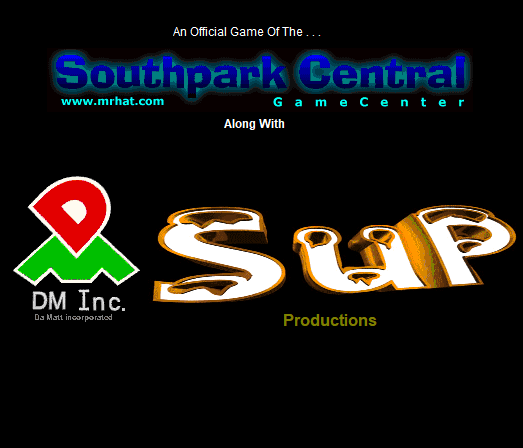 An Official Game Of The . . .
Southpark Central
www.mrhat.com GameCenter
Along With
SuP
DM Inc.
Da Matt incorporated
Productions